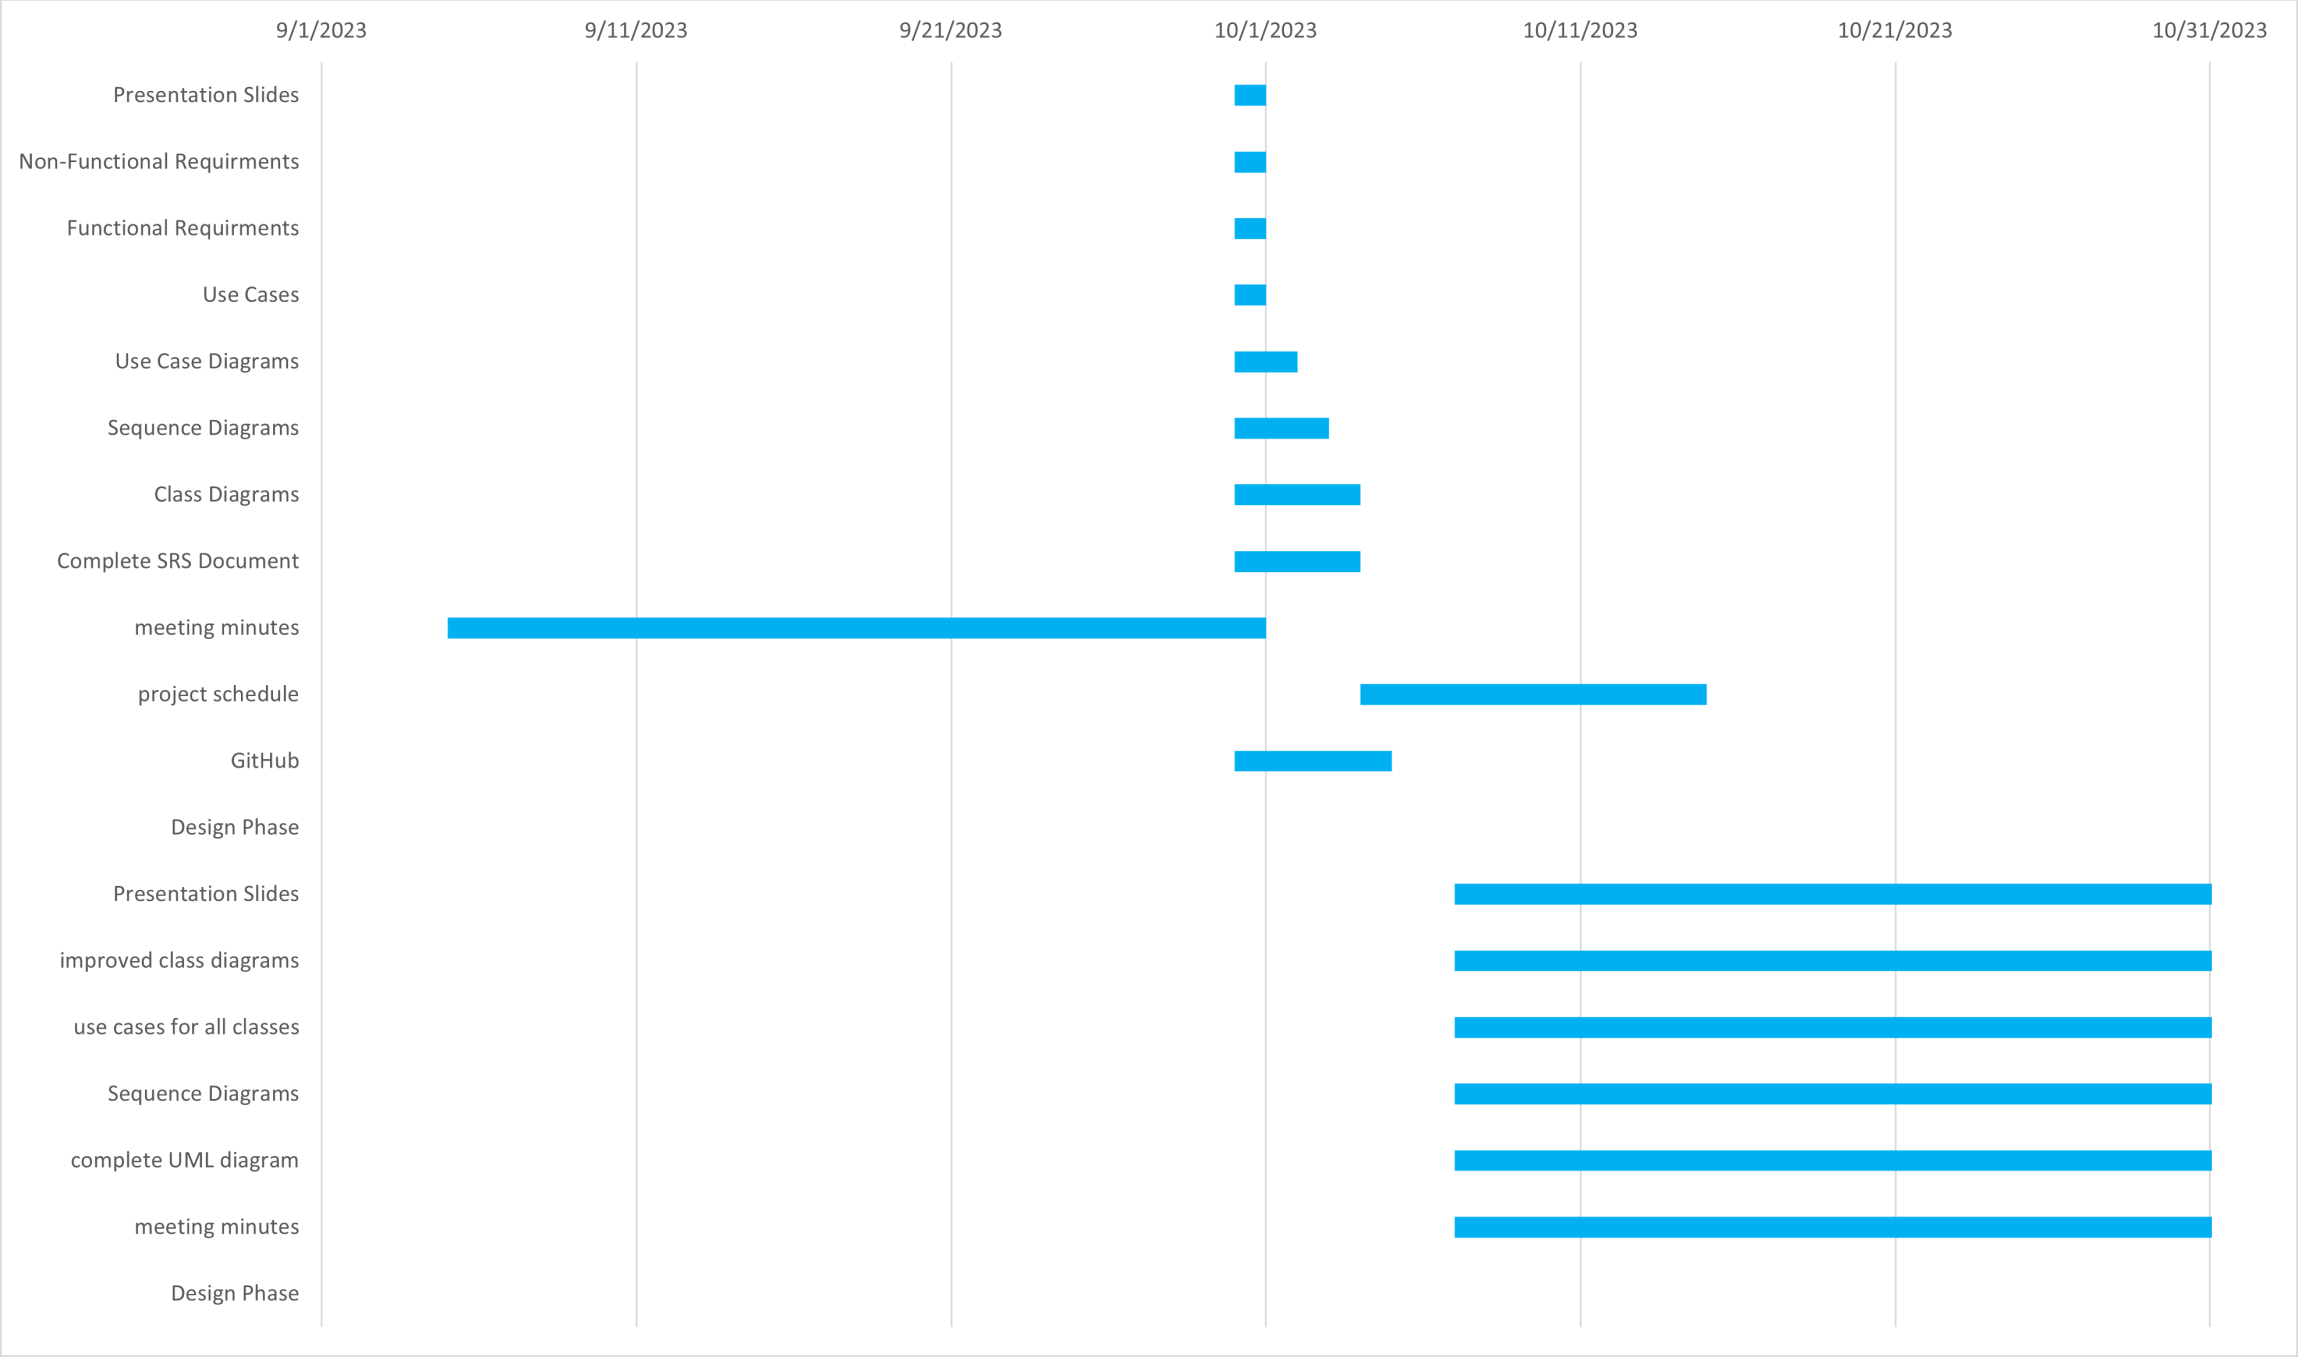 9/1/2023 9/11/2023 9/21/2023 10/1/2023 10/11/2023 10/21/2023 10/31/2023
Presentation Slides
Non-Functional Requirments
Functional Requirments
Use Cases
Use Case Diagrams
Sequence Diagrams
Class Diagrams
Complete SRS Document
meeting minutes
project schedule
GitHub
Design Phase
Presentation Slides
improved class diagrams
use cases for all classes
Sequence Diagrams
complete UML diagram
meeting minutes
Design Phase